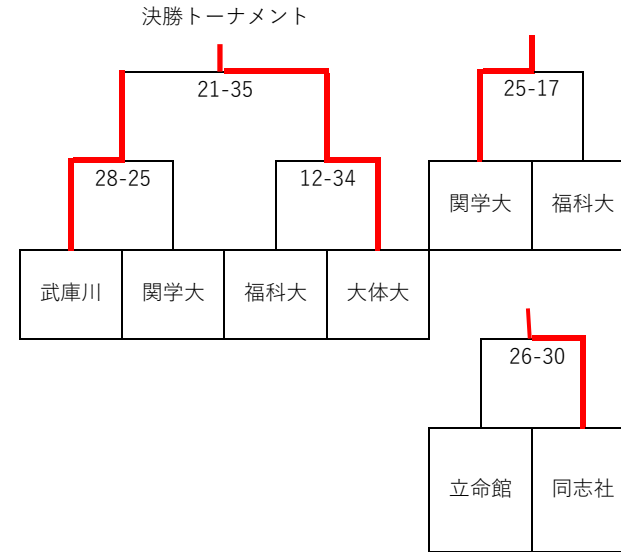 決勝トーナメント
21-35
25-17
28-25
12-34
関学大
福科大
武庫川
関学大
福科大
大体大
26-30
立命館
同志社